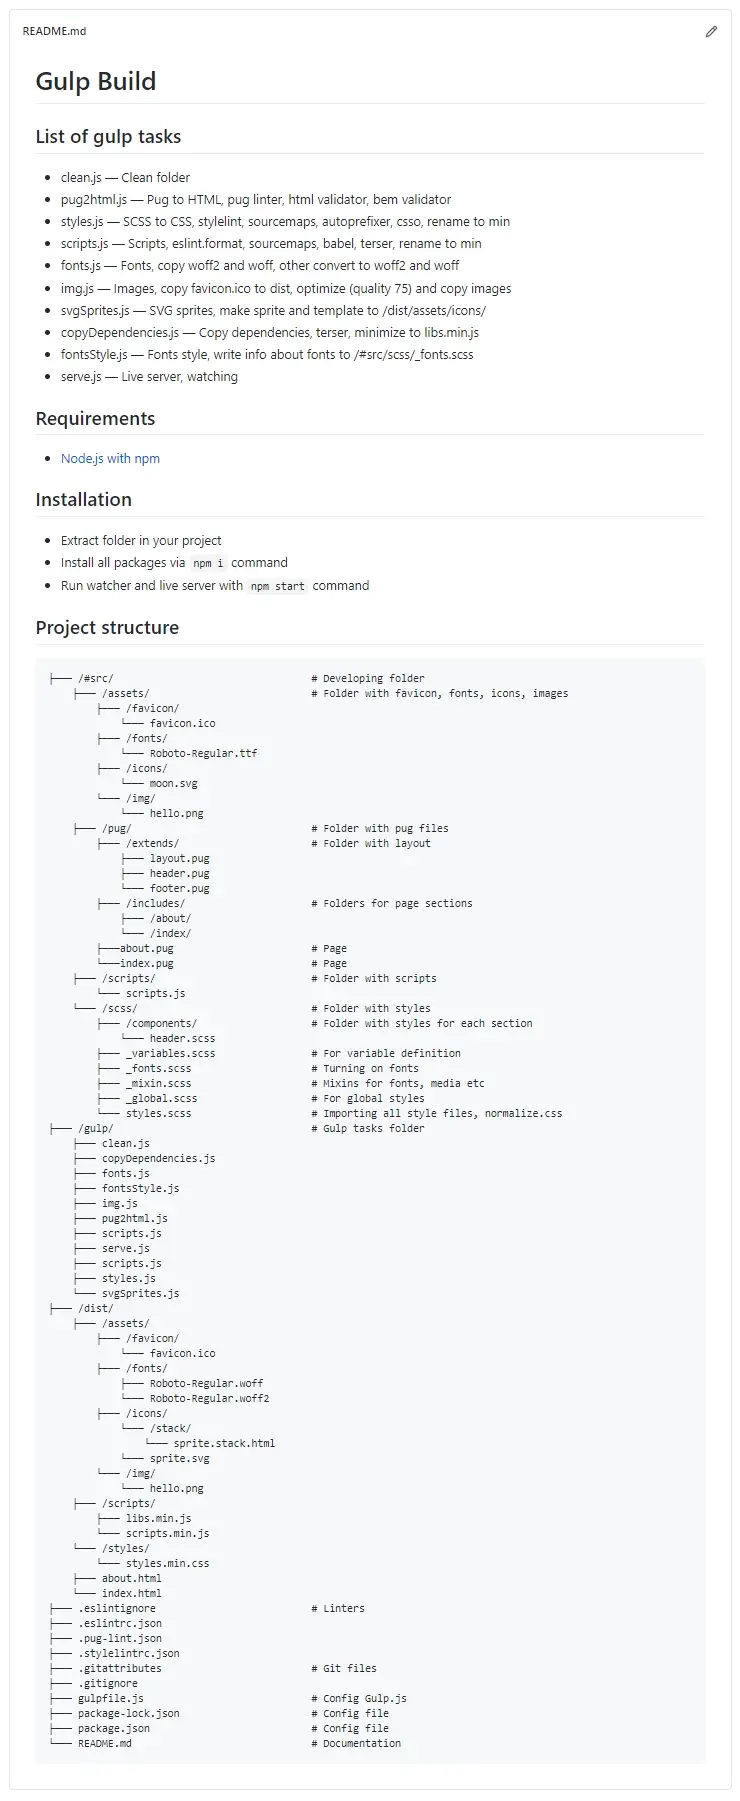 README.md
Gulp Build
List of gulp tasks
• clean.js — Clean folder
• pug2html.js — Pug to HTML, pug linter, html validator, bem validator
• styles.js — SCSS to CSS, stylelint, sourcemaps, autoprefixer, csso, rename to min
• scripts.js — Scripts, eslint.format, sourcemaps, babel, terser, rename to min
• fonts.js — Fonts, copy woff2 and woff, other convert to woff2 and woff
• img.js — Images, copy favicon.ico to dist, optimize (quality 75) and copy images
• svgSprites.js — SVG sprites, make sprite and template to /dist/assets/icons/
• copyDependencies.js — Copy dependencies, terser, minimize to libs.min.js
• fontsStyle.js — Fonts style, write info about fonts to /#src/scss/_fonts.scss
• serve.js — Live server, watching
Requirements
• Node.js with npm
Installation
• Extract folder in your project
• Install all packages via npm i command
• Run watcher and live server with npm start command
Project structure
├── /#src/                                 # Developing folder
    ├── /assets/                           # Folder with favicon, fonts, icons, images
        ├── /favicon/
            └── favicon.ico
        ├── /fonts/
            └── Roboto-Regular.ttf
        ├── /icons/
            └── moon.svg
        └── /img/
            └── hello.png
    ├── /pug/                              # Folder with pug files
        ├── /extends/                      # Folder with layout
            ├── layout.pug
            ├── header.pug
            └── footer.pug
        ├── /includes/                     # Folders for page sections
            ├── /about/
            └── /index/
        ├──about.pug                       # Page
        └──index.pug                       # Page
    ├── /scripts/                          # Folder with scripts
        └── scripts.js
    └── /scss/                             # Folder with styles
        ├── /components/                   # Folder with styles for each section
            └── header.scss
        ├── _variables.scss                # For variable definition
        ├── _fonts.scss                    # Turning on fonts
        ├── _mixin.scss                    # Mixins for fonts, media etc
        ├── _global.scss                   # For global styles
        └── styles.scss                    # Importing all style files, normalize.css
├── /gulp/                                 # Gulp tasks folder
    ├── clean.js
    ├── copyDependencies.js
    ├── fonts.js
    ├── fontsStyle.js
    ├── img.js
    ├── pug2html.js
    ├── scripts.js
    ├── serve.js
    ├── scripts.js
    ├── styles.js
    └── svgSprites.js
├── /dist/
    ├── /assets/
        ├── /favicon/
            └── favicon.ico
        ├── /fonts/
            ├── Roboto-Regular.woff
            └── Roboto-Regular.woff2
        ├── /icons/
            └── /stack/
                └── sprite.stack.html
            └── sprite.svg
        └── /img/
            └── hello.png
    ├── /scripts/
        ├── libs.min.js
        └── scripts.min.js
    └── /styles/
        └── styles.min.css
    ├── about.html
    └── index.html
├── .eslintignore                          # Linters
├── .eslintrc.json
├── .pug-lint.json
├── .stylelintrc.json
├── .gitattributes                         # Git files
├── .gitignore
├── gulpfile.js                            # Config Gulp.js
├── package-lock.json                      # Config file
├── package.json                           # Config file
└── README.md                              # Documentation